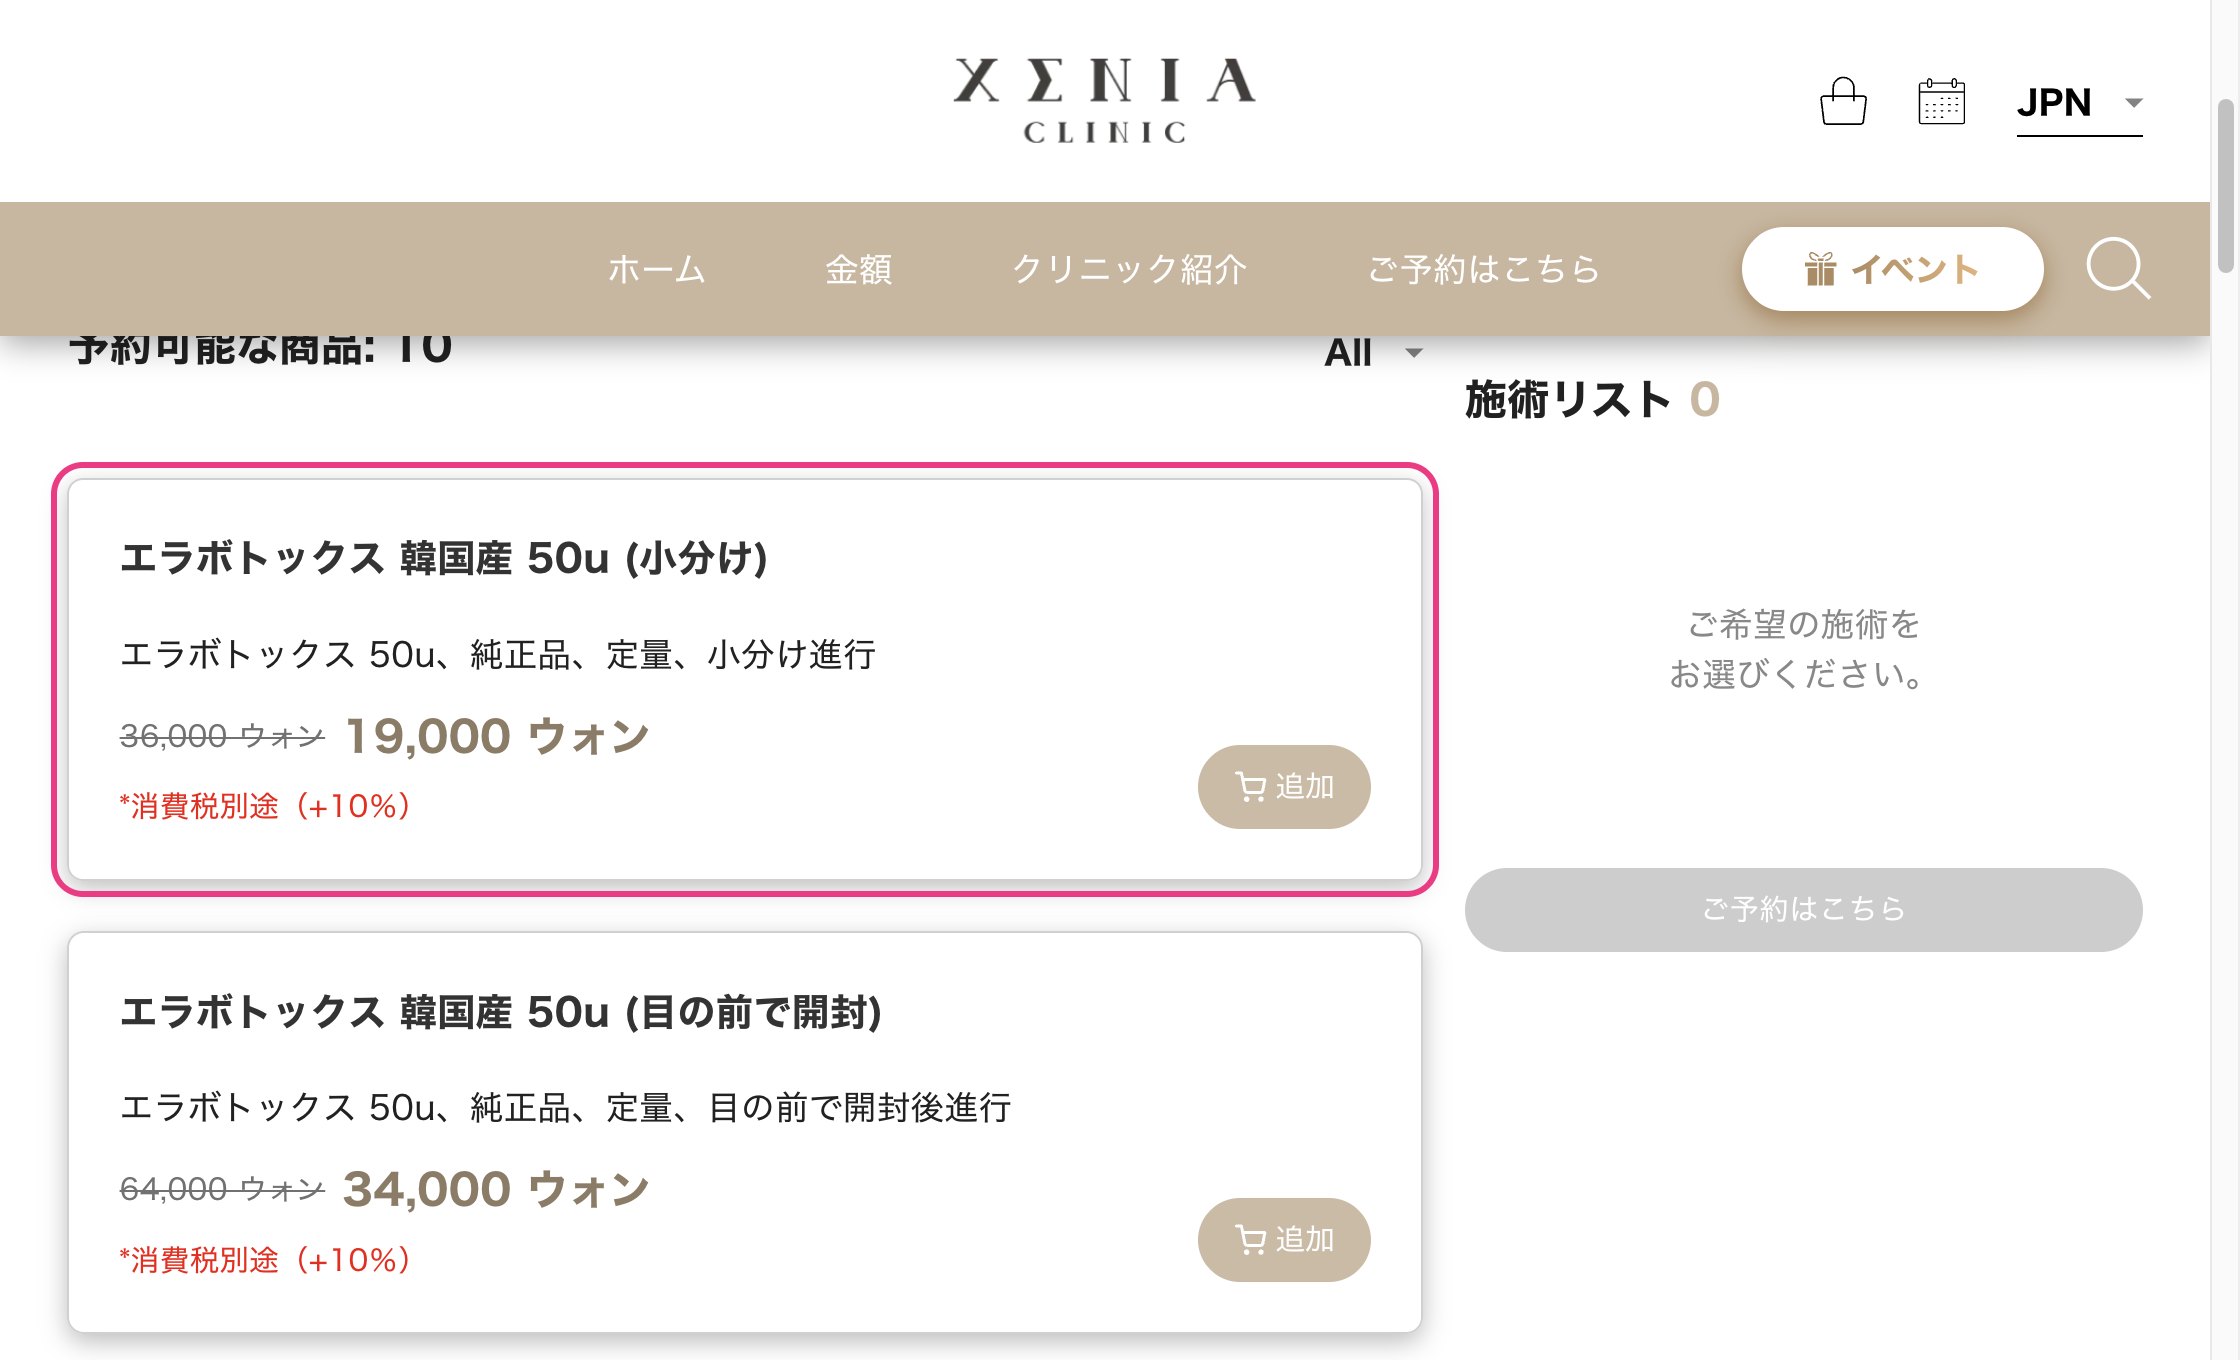 XENIA
CLINIC
JPN
ホーム 金額 クリニック紹介 ご予約はこちら イベント
予約可能な商品: 10
All
施術リスト 0
エラボトックス 韓国産 50u (小分け)
エラボトックス 50u、純正品、定量、小分け進行
36,000 ウォン 19,000 ウォン
*消費税別途（+10%）
追加
ご希望の施術を
お選びください。
ご予約はこちら
エラボトックス 韓国産 50u (目の前で開封)
エラボトックス 50u、純正品、定量、目の前で開封後進行
64,000 ウォン 34,000 ウォン
*消費税別途（+10%）
追加